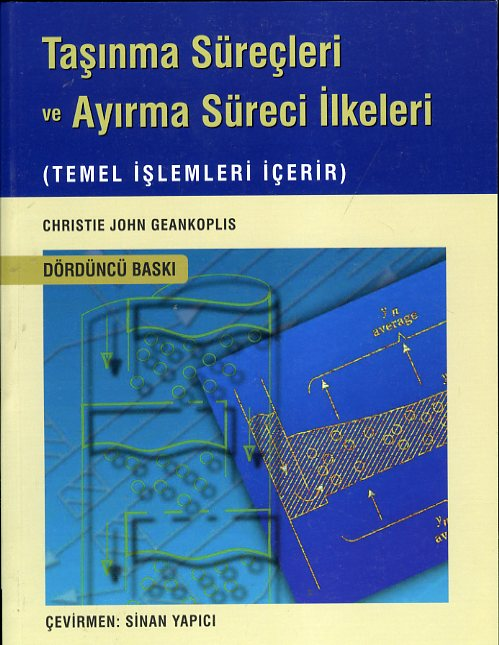 Taşınma Süreçleri
ve Ayırma Süreci İlkeleri
(TEMEL İŞLEMLERİ İÇERİR)
CHRISTIE JOHN GEANKOPLIS
DÖRDÜNCÜ BASKI
y n
average
y n
ÇEVİRMEN: SİNAN YAPICI